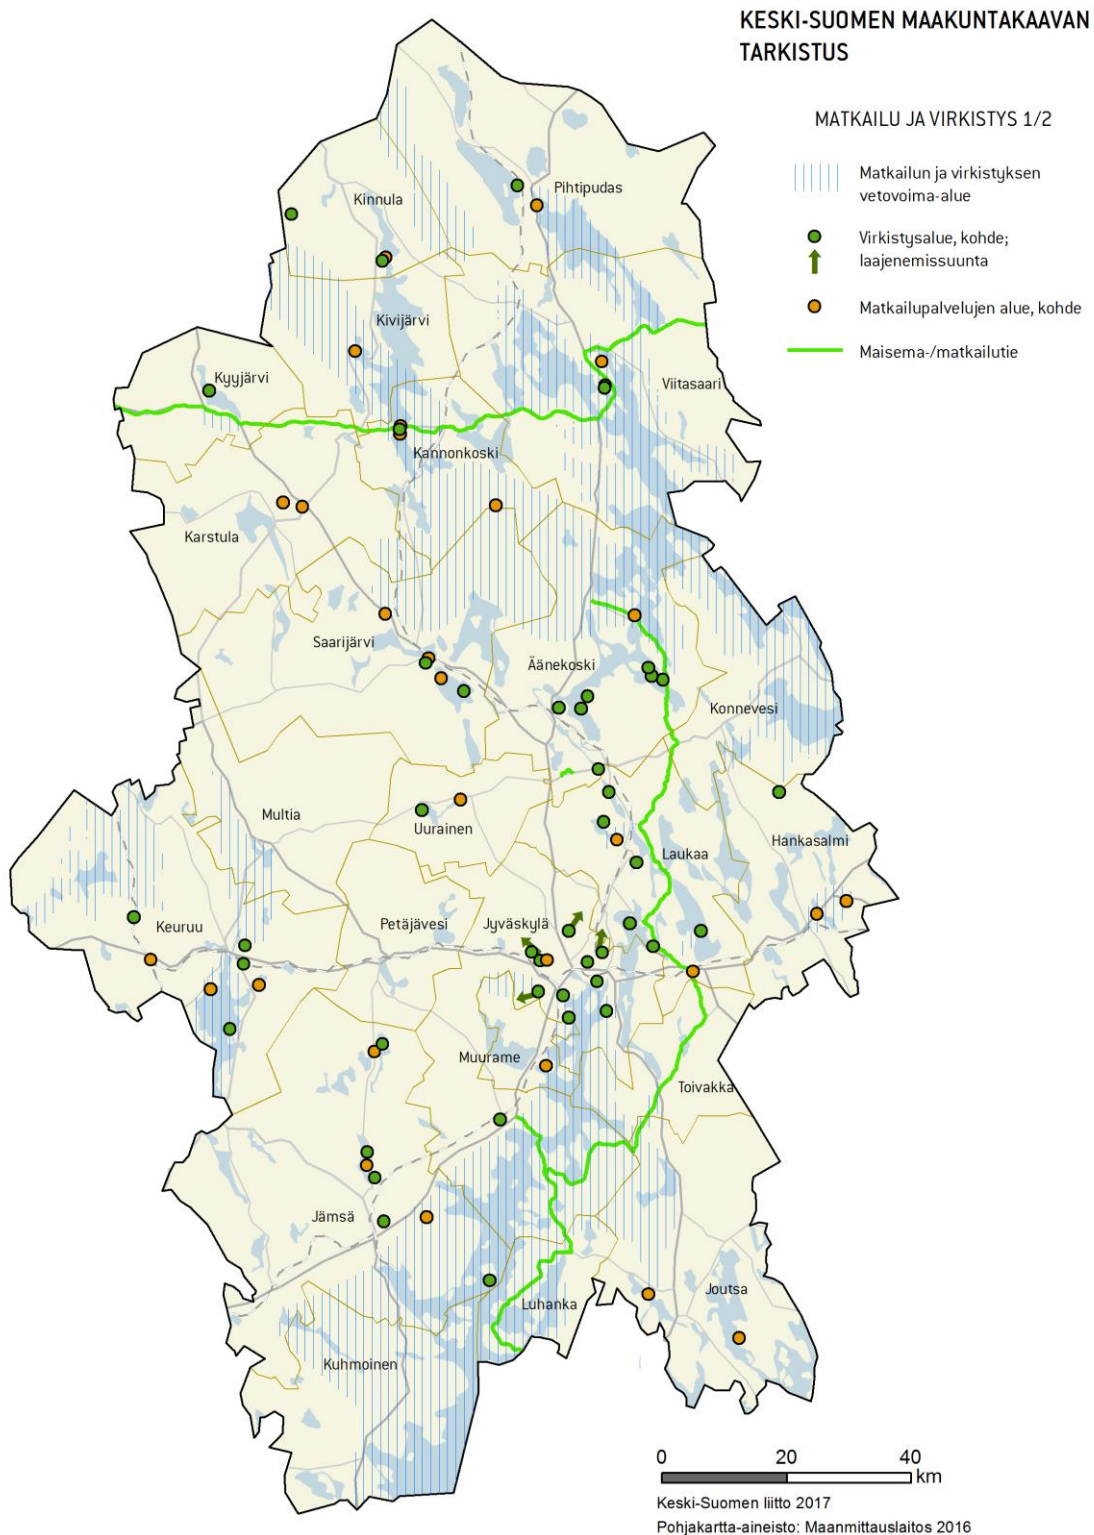 KESKI-SUOMEN MAAKUNTAKAAVAN
TARKISTUS
MATKAILU JA VIRKISTYS 1/2
Matkailun ja virkistyksen
vetovoima-alue
Virkistysalue, kohde;
laajenemissuunta
Matkailupalvelujen alue, kohde
Maisema-/matkailutie
Pihtipudas
Kinnula
Kivijärvi
Kyyjärvi
Viitasaari
Kannonkoski
Karstula
Saarijärvi
Äänekoski
Konnevesi
Multia
Uurainen
Laukaa
Hankasalmi
Keuruu
Petäjävesi
Jyväskylä
Muurame
Toivakka
Jämsä
Joutsa
Luhanka
Kuhmoinen
0 20 40
km
Keski-Suomen liitto 2017
Pohjakartta-aineisto: Maanmittauslaitos 2016